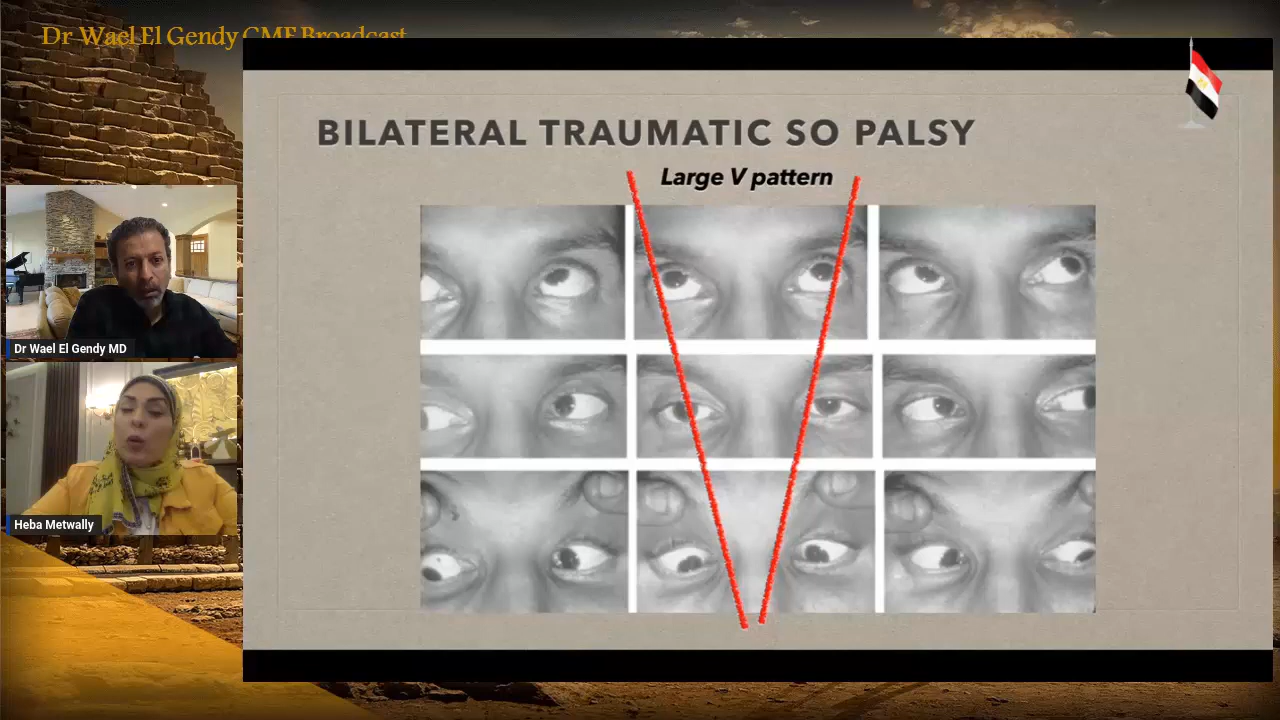 Dr Wael El Gendy CME Broadcast
BILATERAL TRAUMATIC SO PALSY
Large V pattern
Dr Wael El Gendy MD
Heba Metwally